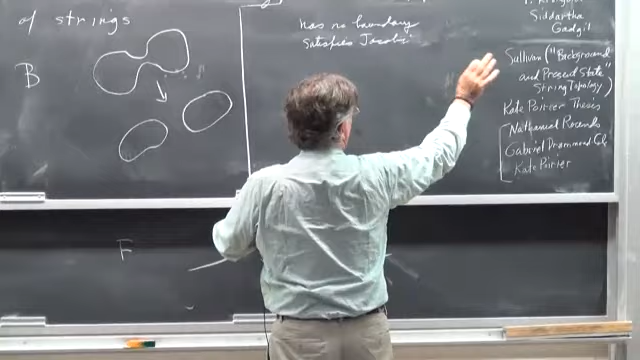 of strings
B
has no boundary
satisfies Jacobi
Siddartha
Gadgil
Sullivan ("Background
and Present State"
String Topology)
Kate Poirier Thesis
Nathaniel Rounds
Gabriel Drummond Cole
Kate Poirier
F